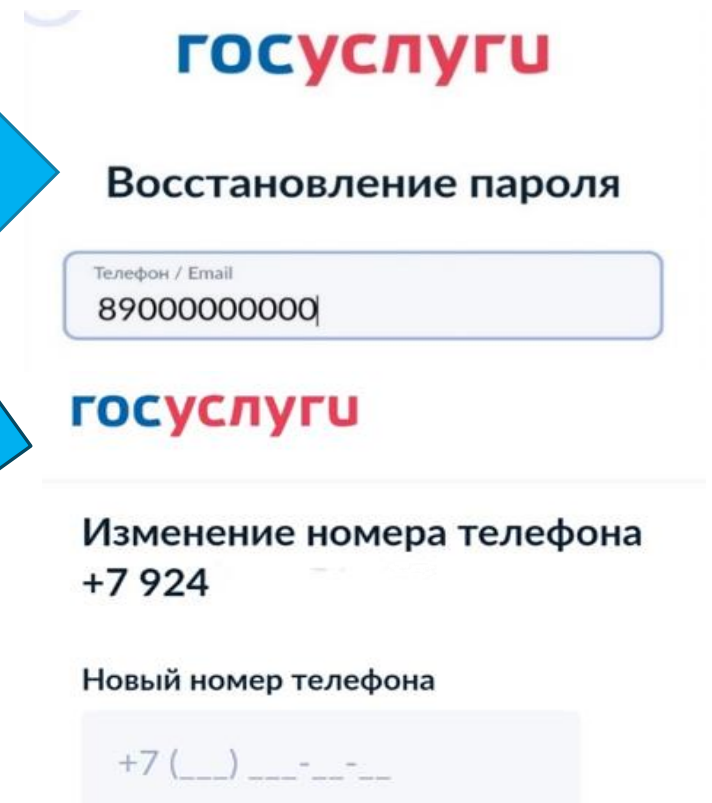 госуслуги
Восстановление пароля
Телефон / Email
89000000000
госуслуги
Изменение номера телефона
+7 924
Новый номер телефона
+7 (___) ___-__-__